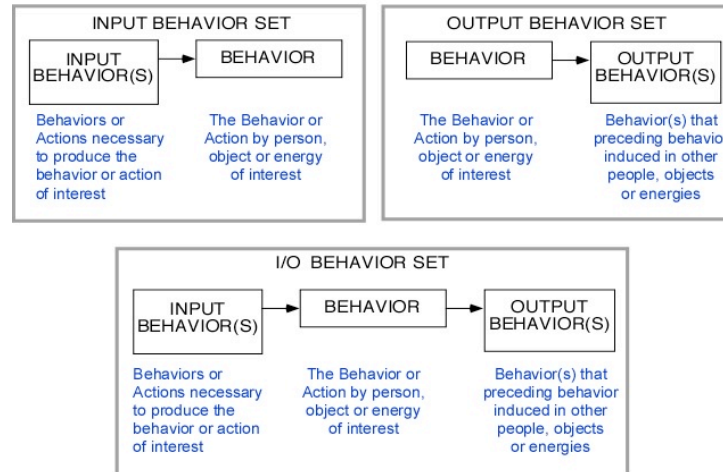 INPUT BEHAVIOR SET
INPUT
BEHAVIOR(S)
BEHAVIOR
Behaviors or
Actions necessary
to produce the
behavior or action
of interest
The Behavior or
Action by person,
object or energy
of interest
OUTPUT BEHAVIOR SET
BEHAVIOR
OUTPUT
BEHAVIOR(S)
The Behavior or
Action by person,
object or energy
of interest
Behavior(s) that
preceding behavio
induced in other
people, objects
or energies
I/O BEHAVIOR SET
INPUT
BEHAVIOR(S)
BEHAVIOR
OUTPUT
BEHAVIOR(S)
Behaviors or
Actions necessary
to produce the
behavior or action
of interest
The Behavior or
Action by person,
object or energy
of interest
Behavior(s) that
preceding behavior
induced in other
people, objects
or energies